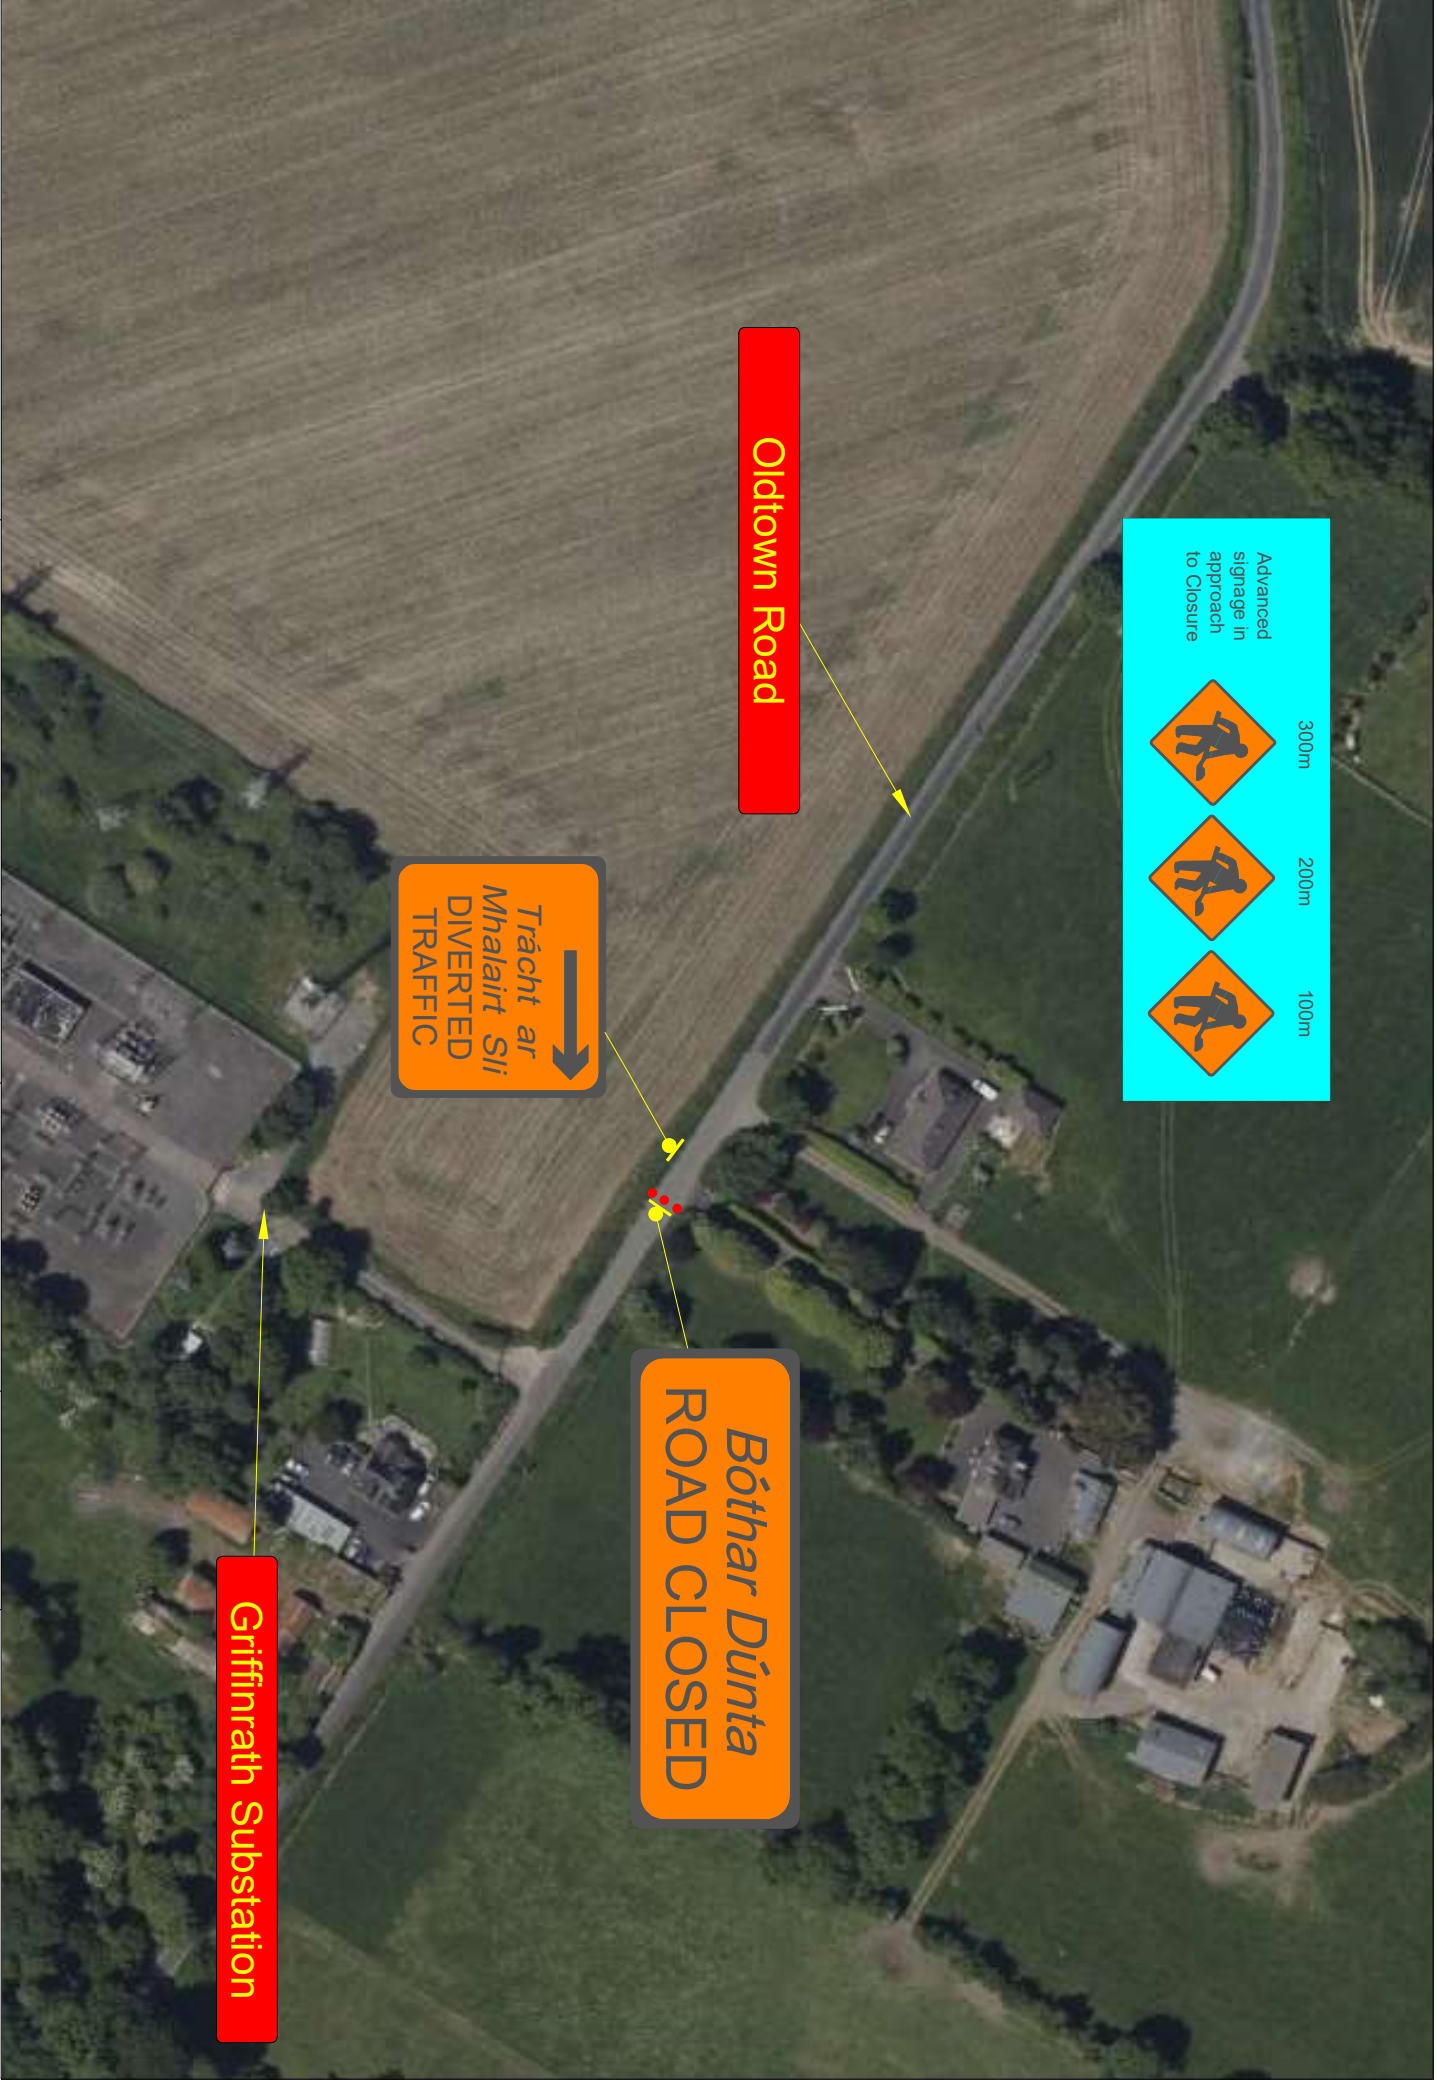 Advanced
signage in
approach
to Closure
300m
200m
100m
Oldtown Road
Trácht ar
Mhalairt Sli
DIVERTED
TRAFFIC
Bóthar Dúnta
ROAD CLOSED
Griffinrath Substation